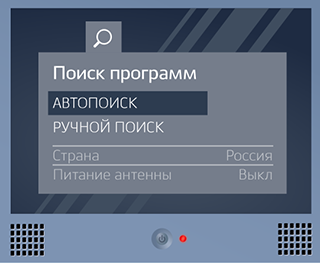 Поиск программ
АВТОПОИСК
РУЧНОЙ ПОИСК
Страна Россия
Питание антенны Выкл